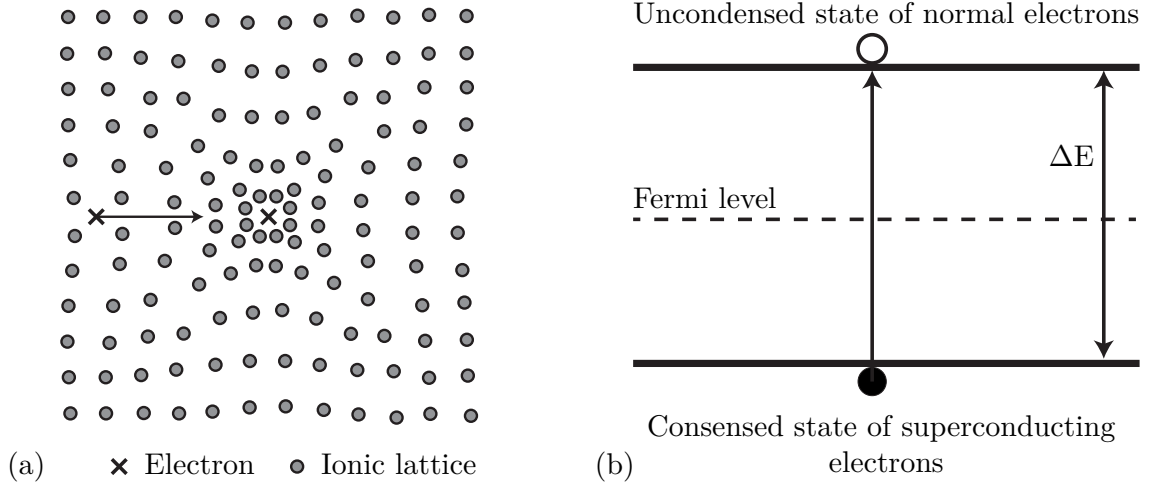 Uncondensed state of normal electrons
ΔE
Fermi level
Consensed state of superconducting
electrons
(a)
Electron
Ionic lattice
(b)